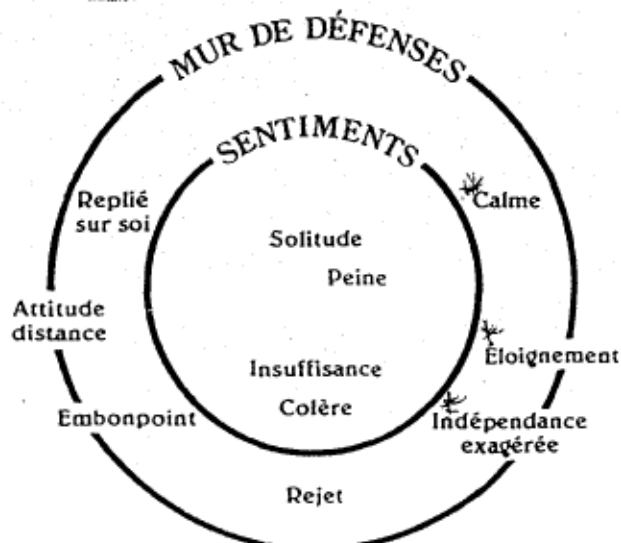 MUR DE DÉFENSES
SENTIMENTS
Replié
sur soi
Calme
Solitude
Peine
Attitude
distance
Éloignement
Insuffisance
Embonpoint
Colère
Indépendance
exagérée
Rejet